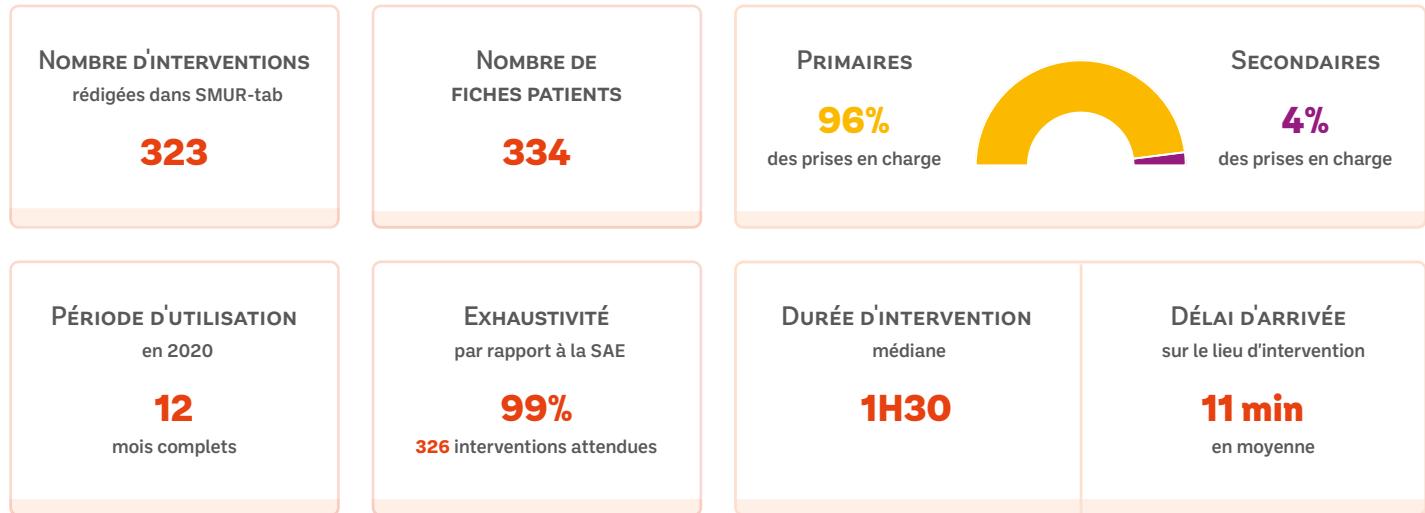 NOMBRE D'INTERVENTIONS
rédigées dans SMUR-tab
323
NOMBRE DE
FICHES PATIENTS
334
PRIMAIRES
96%
des prises en charge
SECONDAIRES
4%
des prises en charge
PÉRIODE D'UTILISATION
en 2020
12
mois complets
EXHAUSTIVITÉ
par rapport à la SAE
99%
326 interventions attendues
DURÉE D'INTERVENTION
médiane
1H30
DÉLAI D'ARRIVÉE
sur le lieu d'intervention
11 min
en moyenne